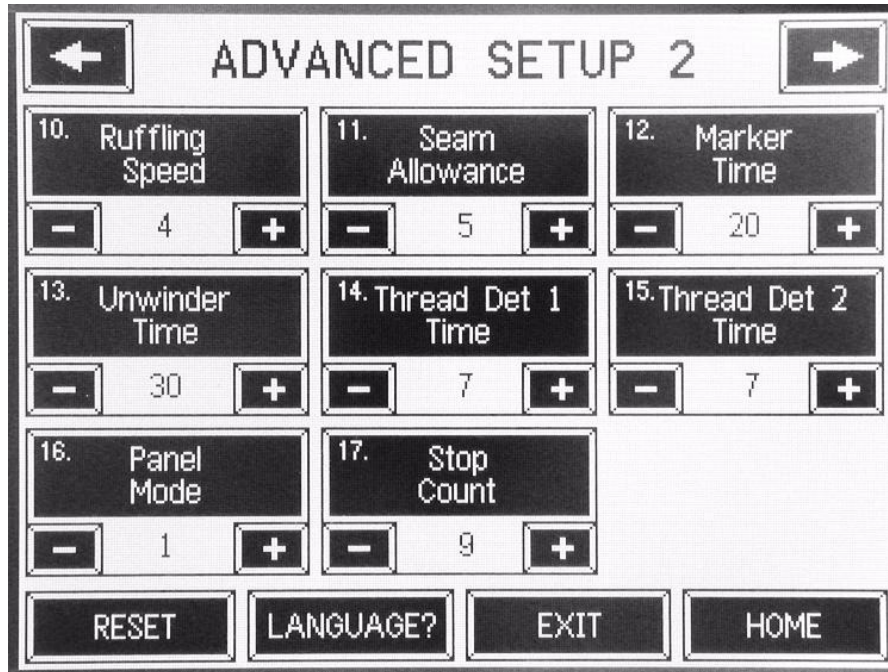 ADVANCED SETUP 2
10. Ruffling Speed
11. Seam Allowance
12. Marker Time
4
5
20
13. Unwinder Time
14. Thread Det 1 Time
15. Thread Det 2 Time
30
7
7
16. Panel Mode
17. Stop Count
1
9
RESET LANGUAGE? EXIT HOME